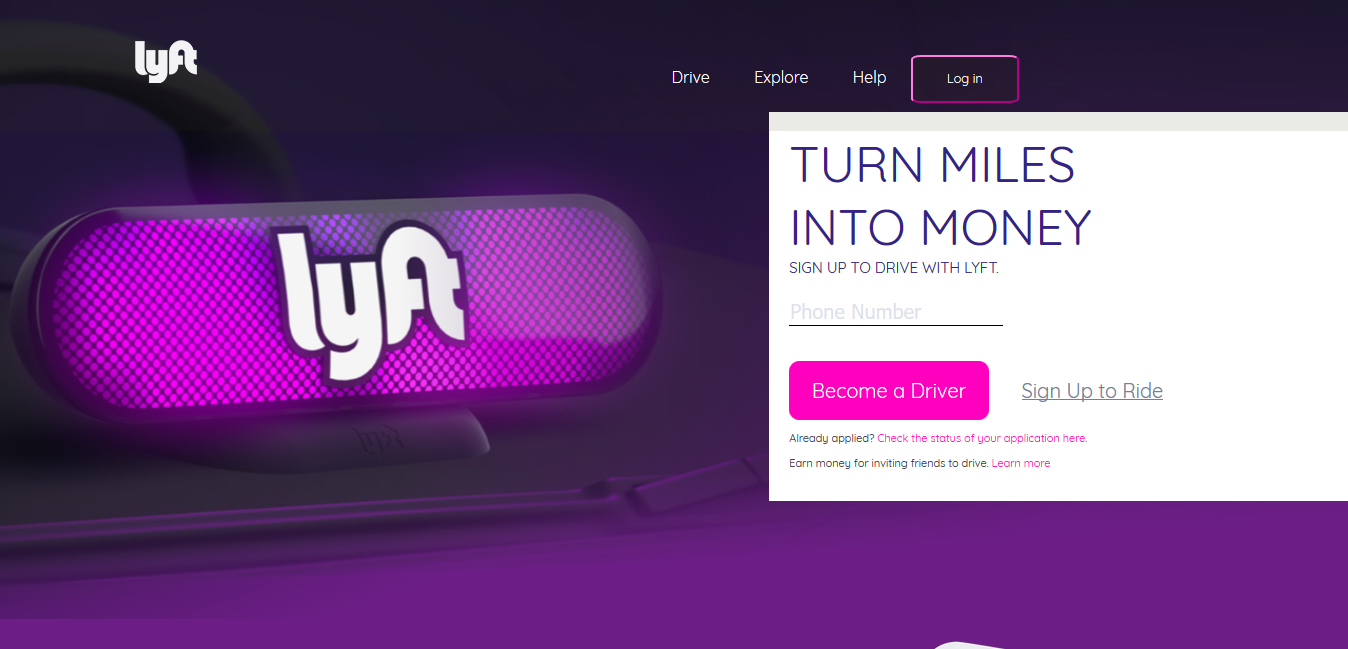 lyft
Drive Explore Help Log in
lyft
TURN MILES
INTO MONEY
SIGN UP TO DRIVE WITH LYFT.
Phone Number
Become a Driver Sign Up to Ride
Already applied? Check the status of your application here.
Earn money for inviting friends to drive. Learn more